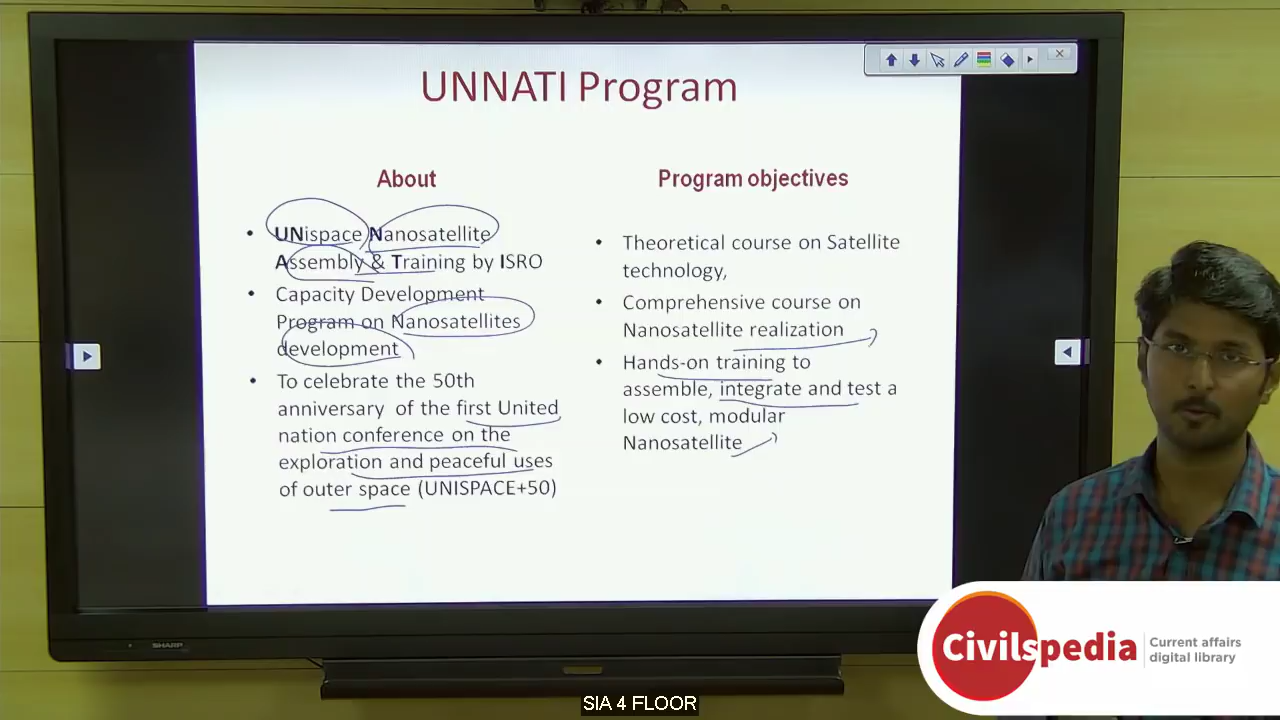 UNNATI Program
About
• UNispace Nanosatellite
Assembly & Training by ISRO
• Capacity Development
Program on Nanosatellites
development
• To celebrate the 50th
anniversary of the first United
nation conference on the
exploration and peaceful uses
of outer space (UNISPACE+50)
Program objectives
• Theoretical course on Satellite
technology,
• Comprehensive course on
Nanosatellite realization
• Hands-on training to
assemble, integrate and test a
low cost, modular
Nanosatellite
SHARP
Civilspedia
Current affairs
digital library
SIA 4 FLOOR